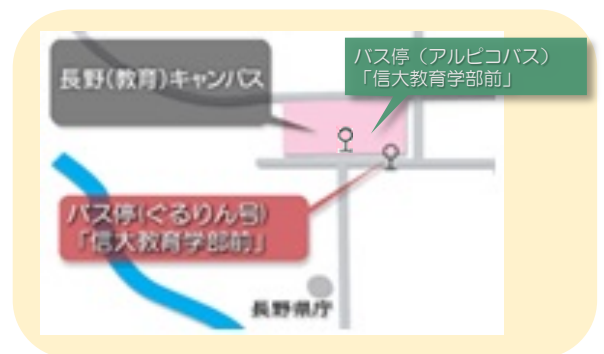 長野(教育)キャンパス
バス停（アルピコバス）
「信大教育学部前」
バス停(ぐるりん号)
「信大教育学部前」
長野県庁